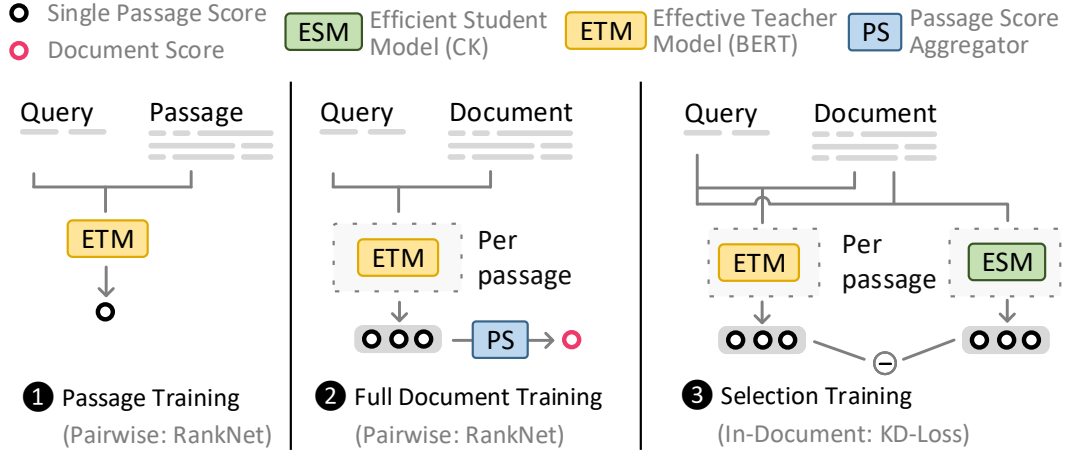 Single Passage Score
Document Score
ESM
Efficient Student
Model (CK)
ETM
Effective Teacher
Model (BERT)
PS
Passage Score
Aggregator
Query
Passage
ETM
1 Passage Training
(Pairwise: RankNet)
Query
Document
ETM
Per
passage
PS
2 Full Document Training
(Pairwise: RankNet)
Query
Document
ETM
Per
passage
ESM
−
3 Selection Training
(In-Document: KD-Loss)